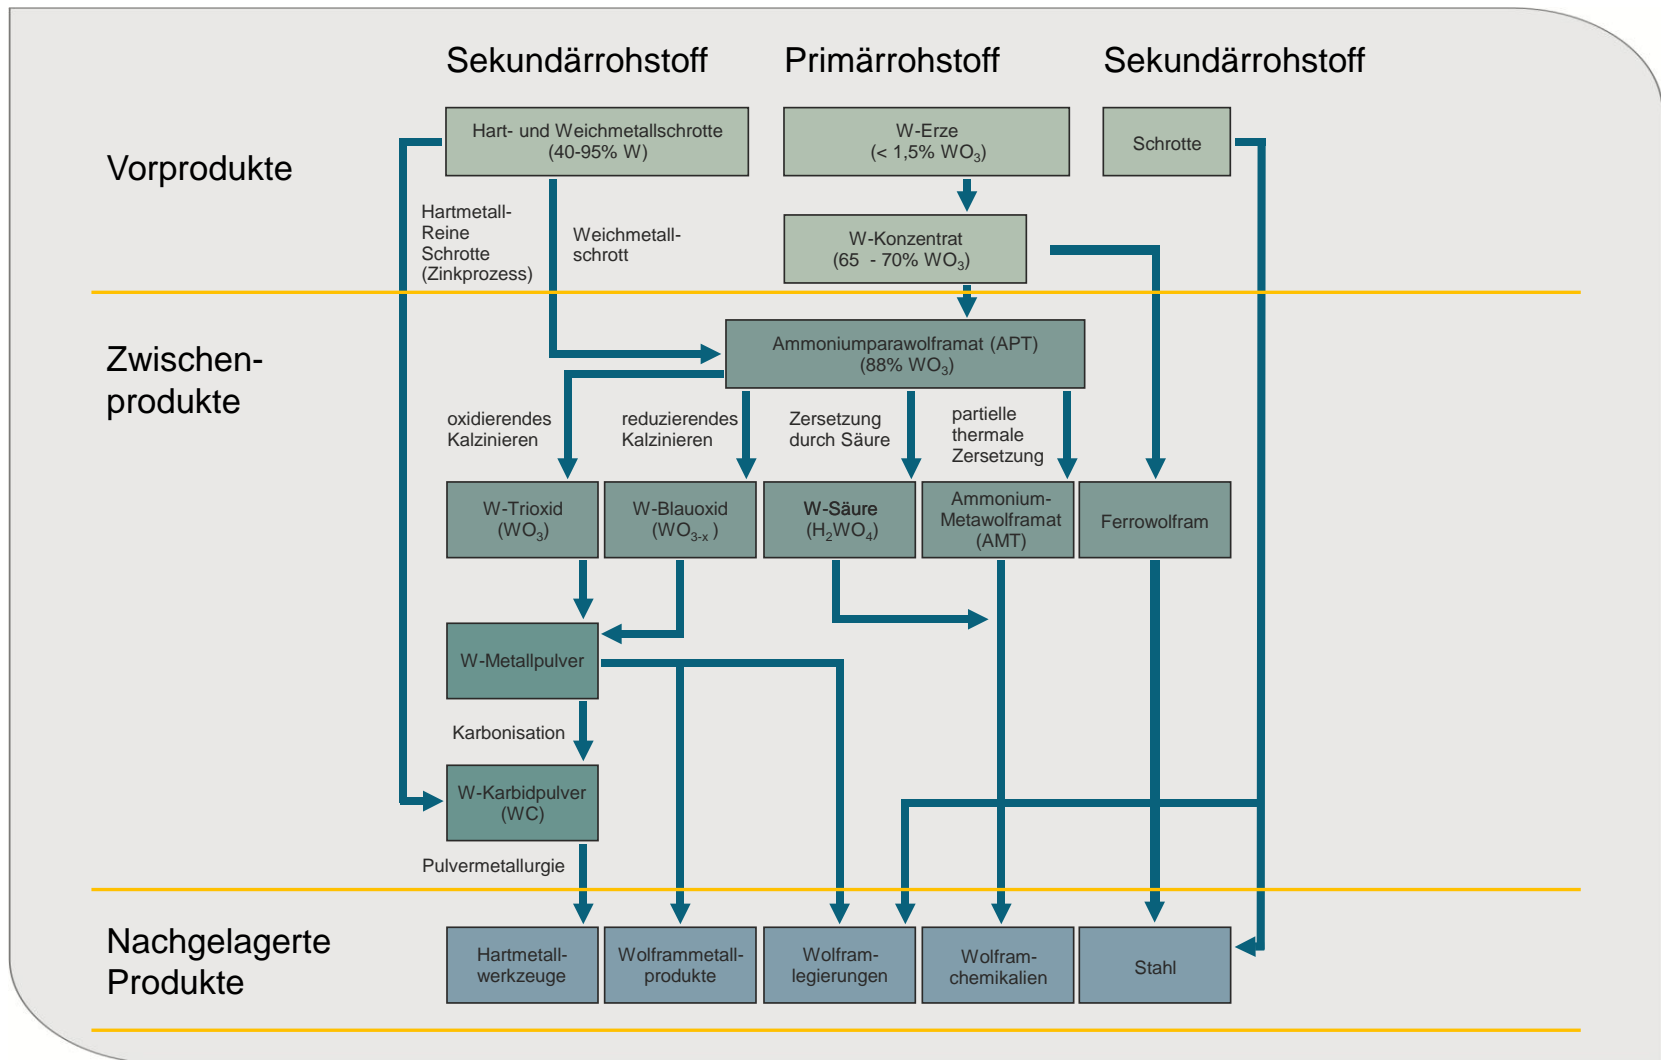 Sekundärrohstoff
Primärrohstoff
Sekundärrohstoff
Vorprodukte
Hart- und Weichmetallschrotte
(40-95% W)
W-Erze
(< 1,5% WO₃)
Schrotte
Hartmetall-
Reine
Schrotte
(Zinkprozess)
Weichmetall-
schrott
W-Konzentrat
(65 - 70% WO₃)
Zwischen-
produkte
Ammoniumparawolframat (APT)
(88% WO₃)
oxidierendes
Kalzinieren
reduzierendes
Kalzinieren
Zersetzung
durch Säure
partielle
thermale
Zersetzung
W-Trioxid
(WO₃)
W-Blauoxid
(WO₃₋ₓ )
W-Säure
(H₂WO₄)
Ammonium-
Metawolframat
(AMT)
Ferrowolfram
W-Metallpulver
Karbonisation
W-Karbidpulver
(WC)
Pulvermetallurgie
Nachgelagerte
Produkte
Hartmetall-
werkzeuge
Wolframmetall-
produkte
Wolfram-
legierungen
Wolfram-
chemikalien
Stahl